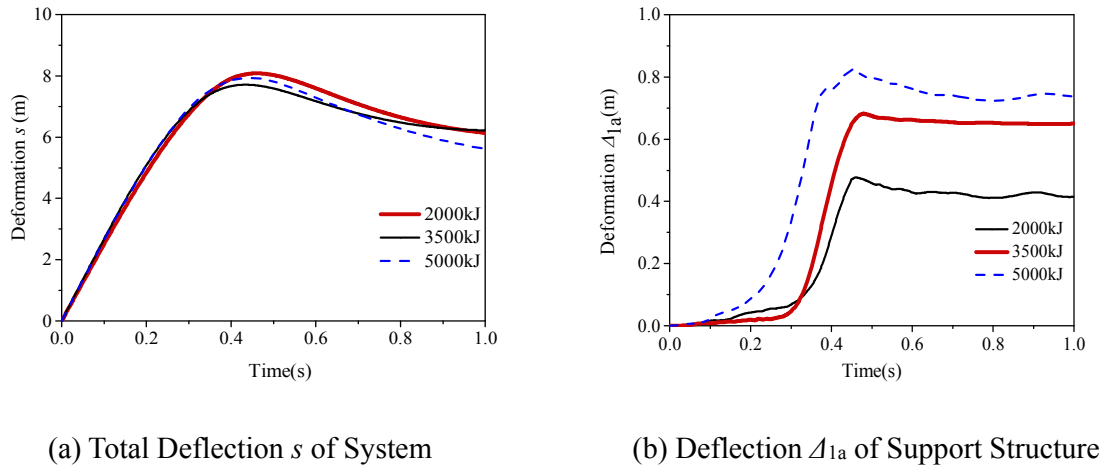 10
8
6
4
2
0
Deformation s (m)
2000kJ
3500kJ
5000kJ
0.0 0.2 0.4 0.6 0.8 1.0
Time(s)
(a) Total Deflection s of System
1.0
0.8
0.6
0.4
0.2
0.0
Deformation Δ1a(m)
2000kJ
3500kJ
5000kJ
0.0 0.2 0.4 0.6 0.8 1.0
Time(s)
(b) Deflection Δ1a of Support Structure